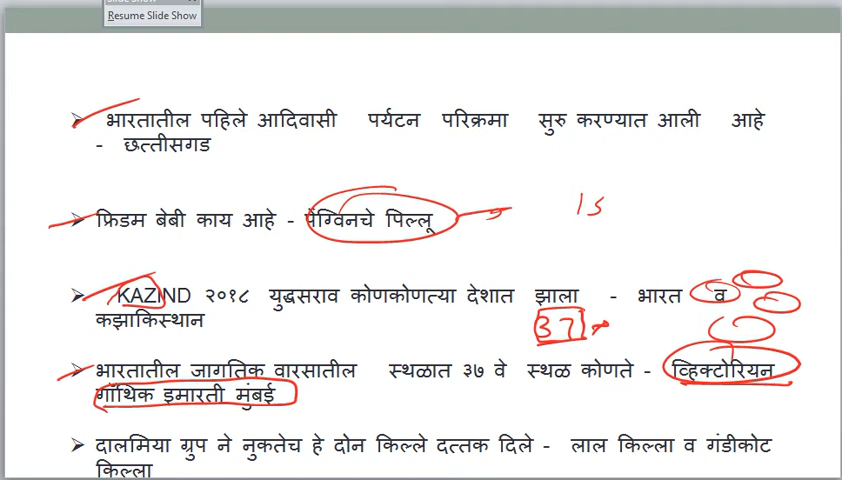 Resume Slide Show
भारतातील पहिले आदिवासी पर्यटन परिक्रमा सुरु करण्यात आली आहे
- छत्तीसगड
फ्रिडम बेबी काय आहे - पेंग्विनचे पिल्लू
15
KAZIND २०१८ युद्धसराव कोणकोणत्या देशात झाला - भारत व
कझाकिस्थान
37
भारतातील जागतिक वारसातील स्थळात ३७ वे स्थळ कोणते - व्हिक्टोरियन
गॉथिक इमारती मुंबई
दालमिया ग्रुप ने नुकतेच हे दोन किल्ले दत्तक दिले - लाल किल्ला व गंडीकोट
किल्ला